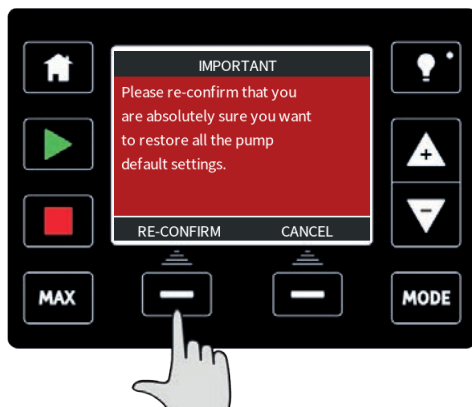 IMPORTANT
Please re-confirm that you
are absolutely sure you want
to restore all the pump
default settings.
RE-CONFIRM CANCEL
MAX
MODE